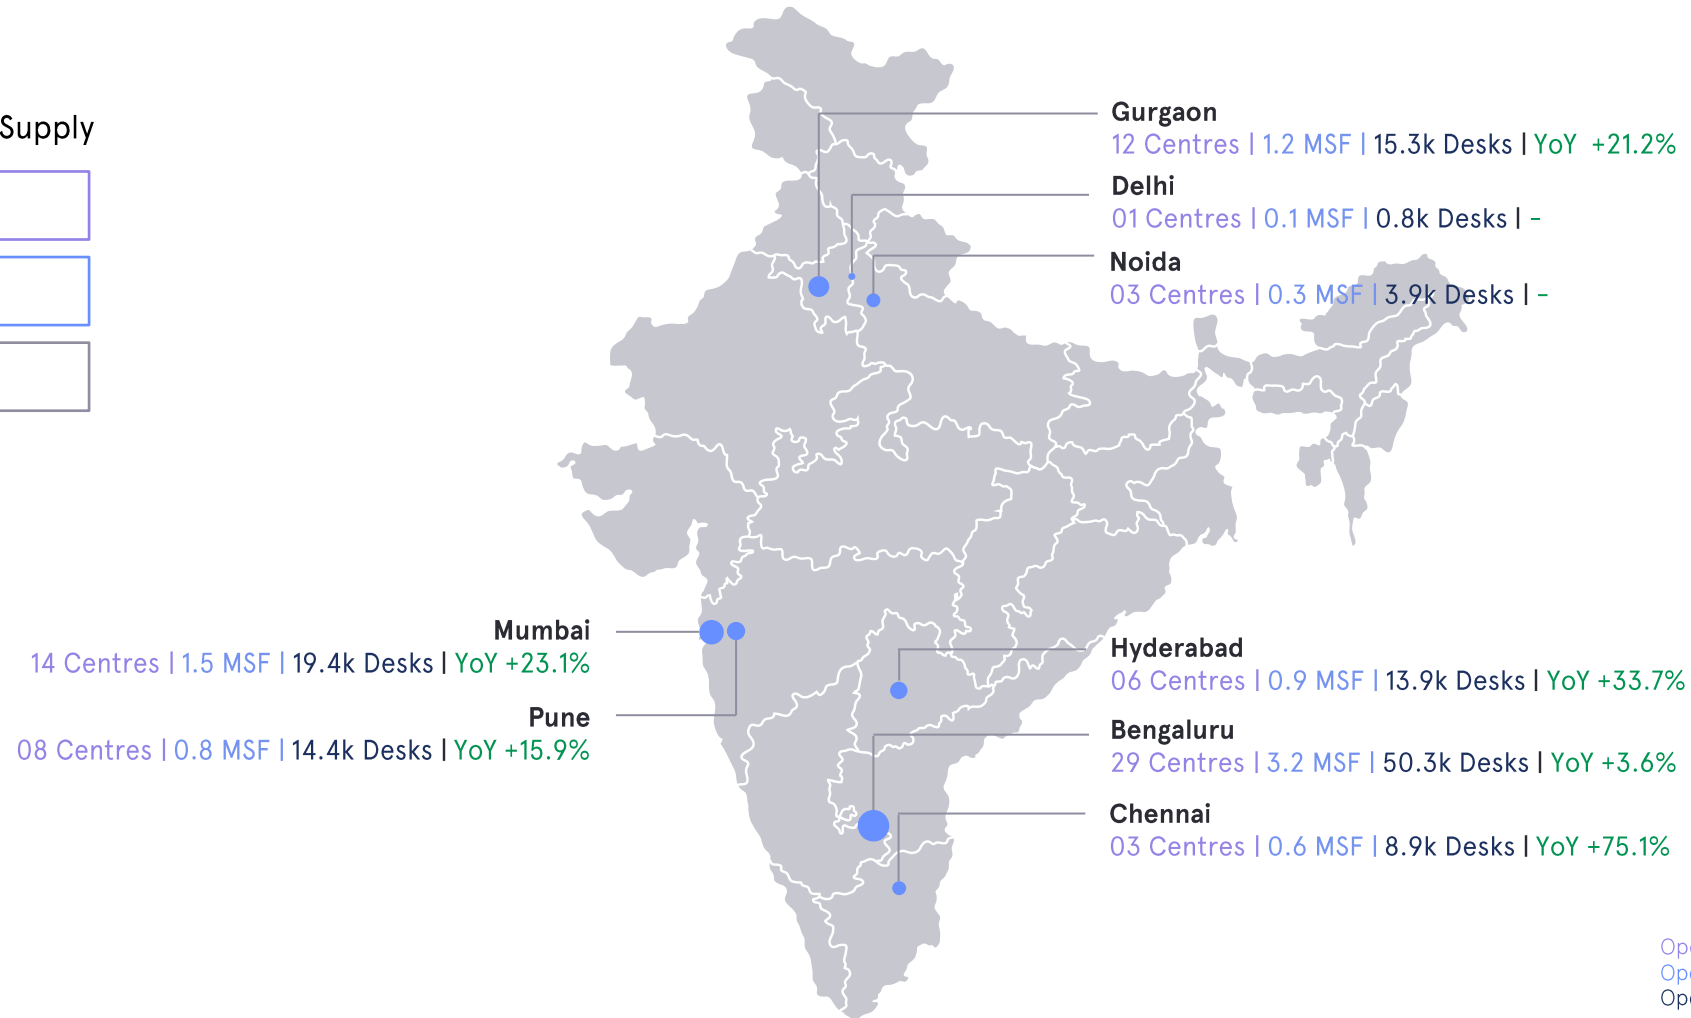 Supply
Gurgaon
12 Centres | 1.2 MSF | 15.3k Desks | YoY +21.2%
Delhi
01 Centres | 0.1 MSF | 0.8k Desks | -
Noida
03 Centres | 0.3 MSF | 3.9k Desks | -
Mumbai
14 Centres | 1.5 MSF | 19.4k Desks | YoY +23.1%
Pune
08 Centres | 0.8 MSF | 14.4k Desks | YoY +15.9%
Hyderabad
06 Centres | 0.9 MSF | 13.9k Desks | YoY +33.7%
Bengaluru
29 Centres | 3.2 MSF | 50.3k Desks | YoY +3.6%
Chennai
03 Centres | 0.6 MSF | 8.9k Desks | YoY +75.1%